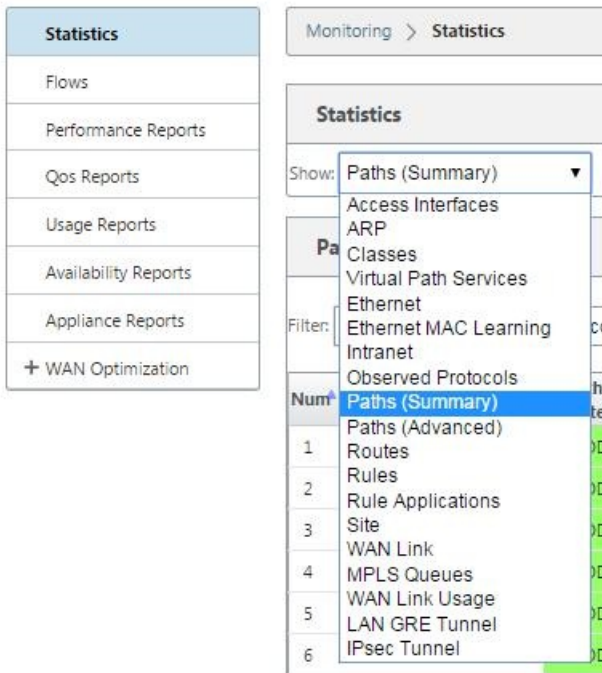 Statistics
Flows
Performance Reports
Qos Reports
Usage Reports
Availability Reports
Appliance Reports
+ WAN Optimization
Monitoring > Statistics
Statistics
Show: Paths (Summary)
Access Interfaces
ARP
Classes
Virtual Path Services
Ethernet
Ethernet MAC Learning
Intranet
Observed Protocols
Paths (Summary)
Paths (Advanced)
Routes
Rules
Rule Applications
Site
WAN Link
MPLS Queues
WAN Link Usage
LAN GRE Tunnel
IPsec Tunnel
Filter:
Num
1
2
3
4
5
6